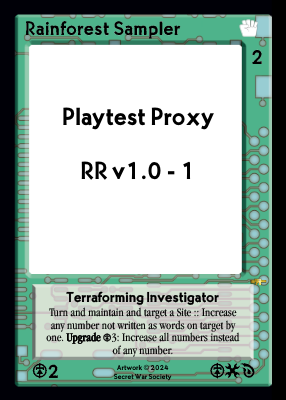 Rainforest Sampler
2
Playtest Proxy
RR v1.0 - 1
Terraforming Investigator
Turn and maintain and target a Site :: Increase
any number not written as words on target by
one. Upgrade 3: Increase all numbers instead
of any number.
2
Artwork © 2024
Secret War Society